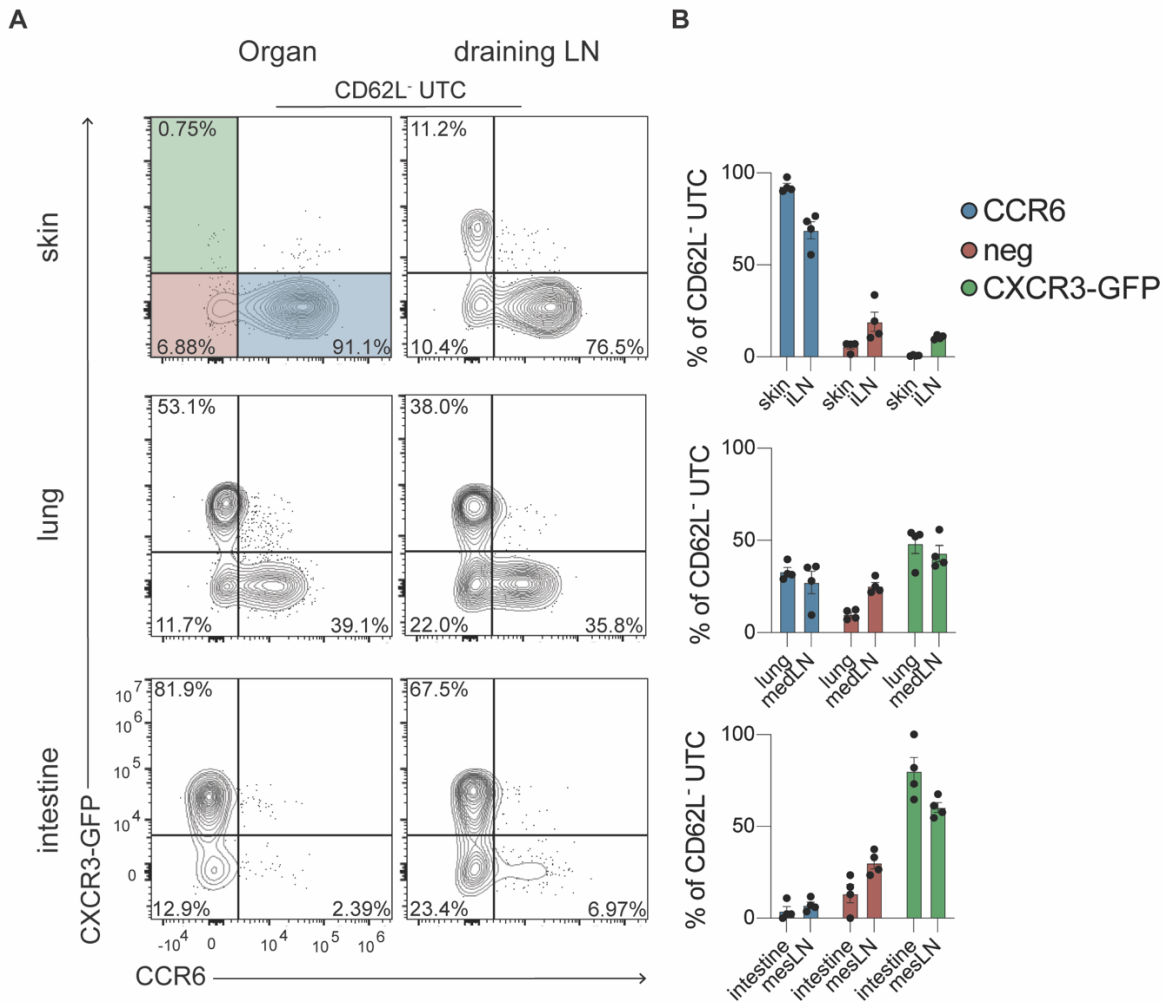 A
B
Organ
draining LN
CD62L⁻ UTC
skin
0.75%
6.88%
91.1%
11.2%
10.4%
76.5%
lung
53.1%
11.7%
39.1%
38.0%
22.0%
35.8%
intestine
81.9%
12.9%
2.39%
67.5%
23.4%
6.97%
10⁷
10⁶
10⁵
10⁴
0
-10⁴
0
10⁴
10⁵
10⁶
CXCR3-GFP
CCR6
% of CD62L⁻ UTC
100
50
0
skin
iLN
skin
iLN
skin
iLN
CCR6
neg
CXCR3-GFP
% of CD62L⁻ UTC
100
50
0
lung
medLN
lung
medLN
lung
medLN
% of CD62L⁻ UTC
100
50
0
intestine
mesLN
intestine
mesLN
intestine
mesLN